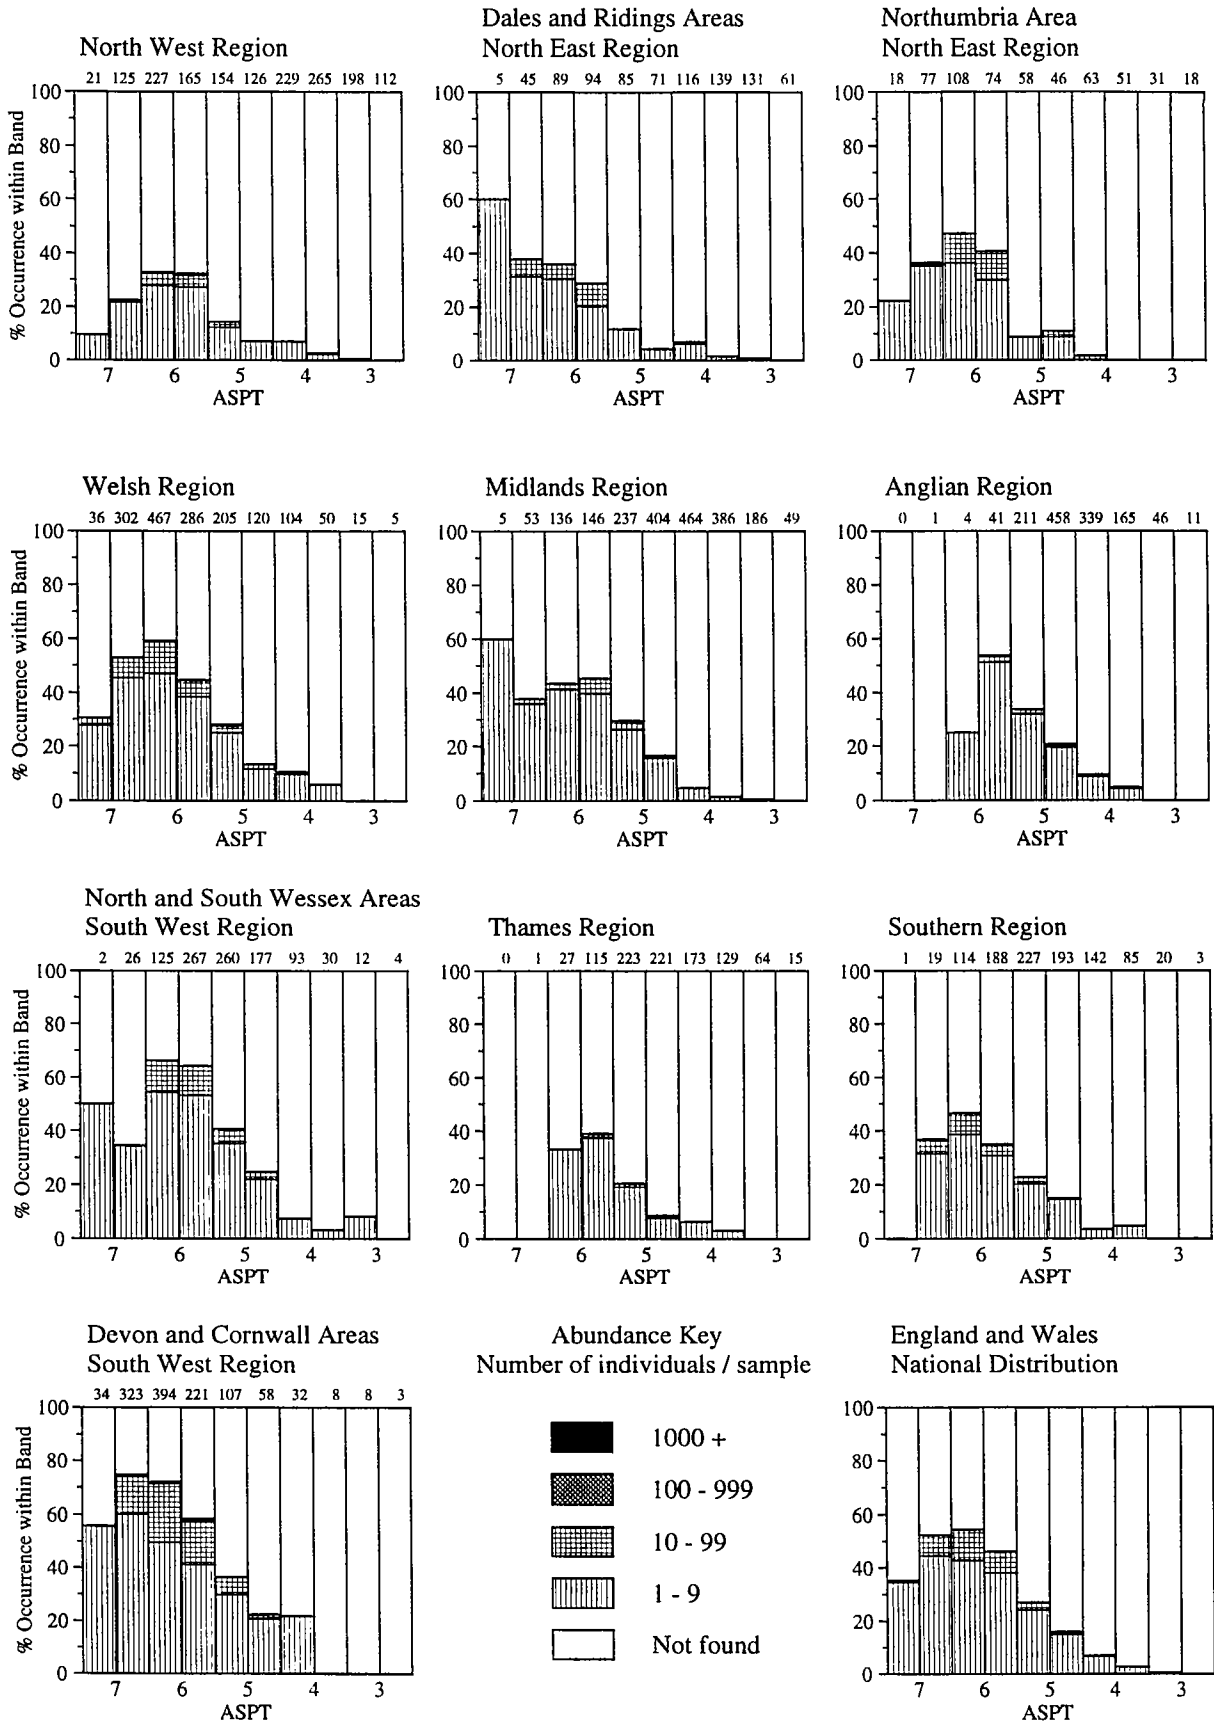 North West Region
21 125 227 165 154 126 229 265 198 112
% Occurrence within Band
100
80
60
40
20
0
7 6 5 4 3
ASPT
Dales and Ridings Areas
North East Region
5 45 89 94 85 71 116 139 131 61
100
80
60
40
20
0
7 6 5 4 3
ASPT
Northumbria Area
North East Region
18 77 108 74 58 46 63 51 31 18
100
80
60
40
20
0
7 6 5 4 3
ASPT
Welsh Region
36 302 467 286 205 120 104 50 15 5
% Occurrence within Band
100
80
60
40
20
0
7 6 5 4 3
ASPT
Midlands Region
5 53 136 146 237 404 464 386 186 49
100
80
60
40
20
0
7 6 5 4 3
ASPT
Anglian Region
0 1 4 41 211 458 339 165 46 11
100
80
60
40
20
0
7 6 5 4 3
ASPT
North and South Wessex Areas
South West Region
2 26 125 267 260 177 93 30 12 4
% Occurrence within Band
100
80
60
40
20
0
7 6 5 4 3
ASPT
Thames Region
0 1 27 115 223 221 173 129 64 15
100
80
60
40
20
0
7 6 5 4 3
ASPT
Southern Region
1 19 114 188 227 193 142 85 20 3
100
80
60
40
20
0
7 6 5 4 3
ASPT
Devon and Cornwall Areas
South West Region
34 323 394 221 107 58 32 8 8 3
% Occurrence within Band
100
80
60
40
20
0
7 6 5 4 3
ASPT
Abundance Key
Number of individuals / sample
1000 +
100 - 999
10 - 99
1 - 9
Not found
England and Wales
National Distribution
100
80
60
40
20
0
7 6 5 4 3
ASPT